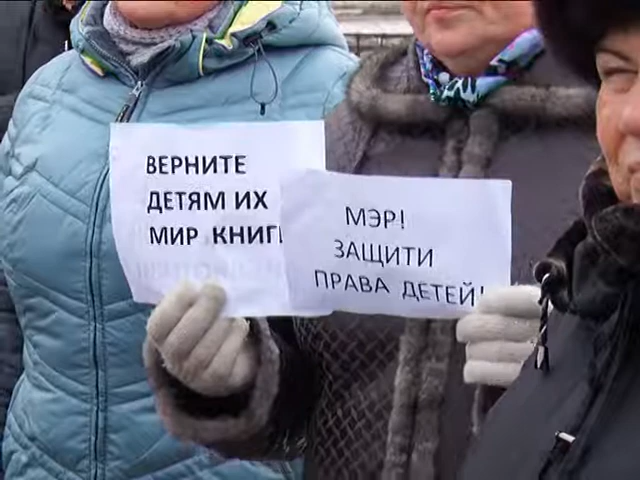 ВЕРНИТЕ
ДЕТЯМ ИХ
МИР КНИГ
МЭР!
ЗАЩИТИ
ПРАВА ДЕТЕЙ!